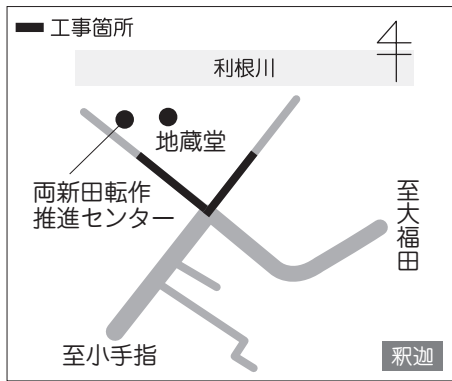 工事箇所
利根川
地蔵堂
両新田転作
推進センター
至大福田
至小手指
釈迦